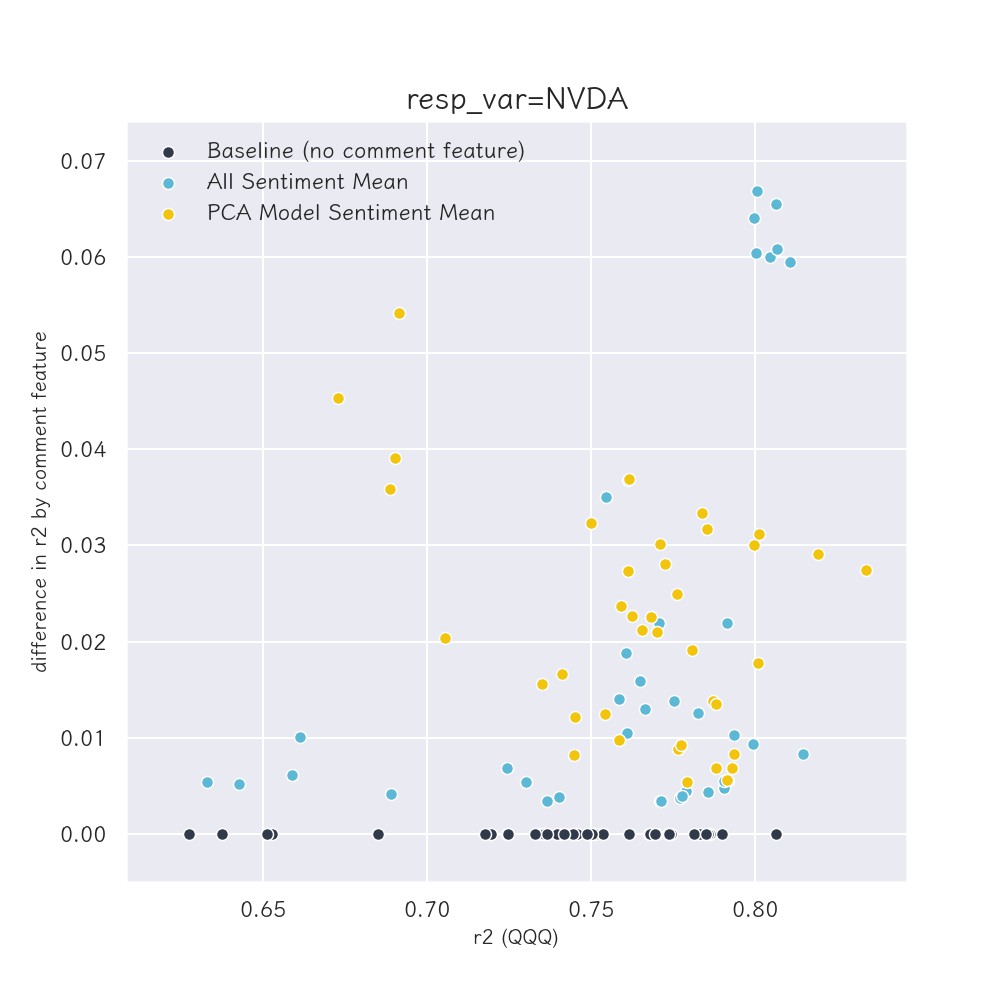 resp_var=NVDA
Baseline (no comment feature)
All Sentiment Mean
PCA Model Sentiment Mean
0.07
0.06
0.05
0.04
0.03
0.02
0.01
0.00
difference in r2 by comment feature
0.65 0.70 0.75 0.80
r2 (QQQ)